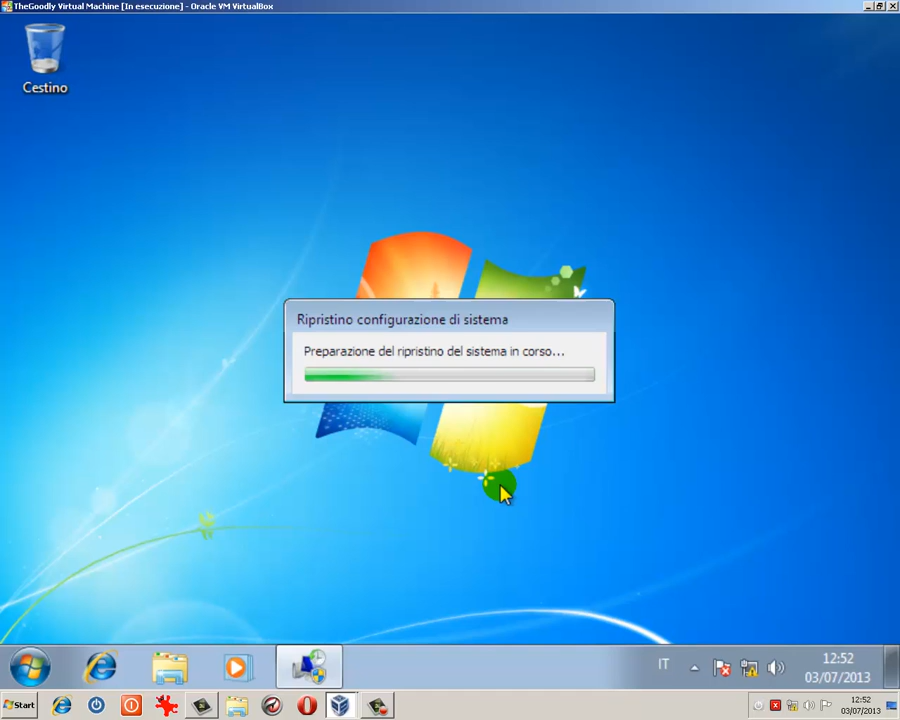 TheGoodly Virtual Machine [In esecuzione] - Oracle VM VirtualBox
Cestino
Ripristino configurazione di sistema
Preparazione del ripristino del sistema in corso...
IT
12:52
03/07/2013
Start
12:52
03/07/2013